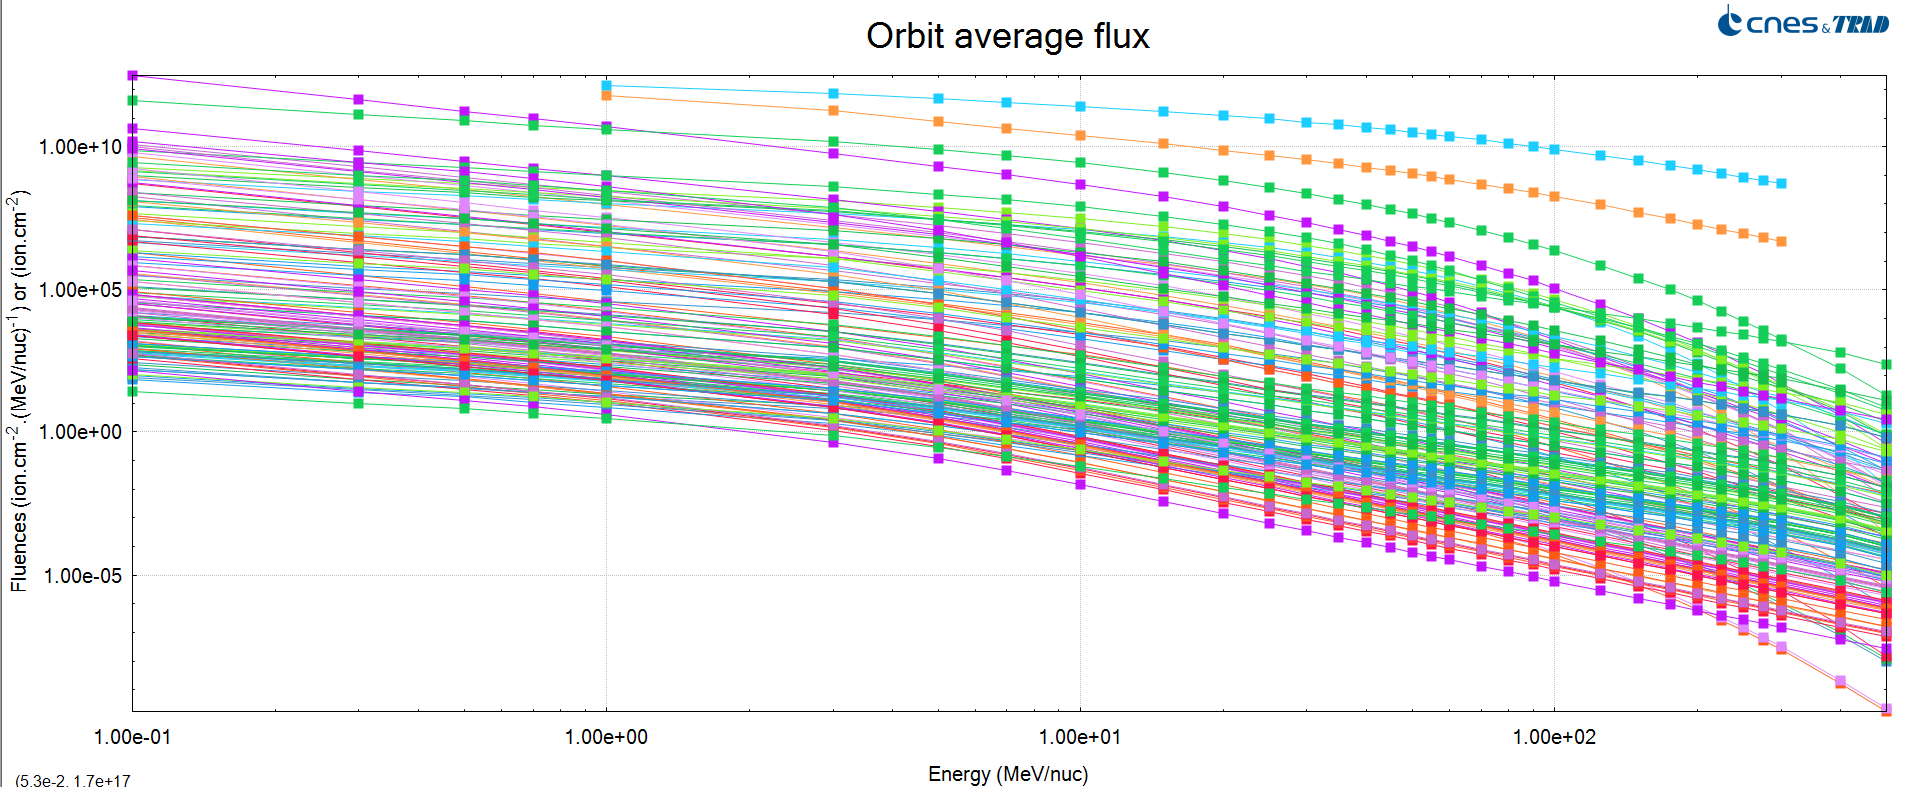 Orbit average flux
cnes & TRAD
Fluences (ion.cm-2.(MeV/nuc)-1) or (ion.cm-2)
1.00e+10
1.00e+05
1.00e+00
1.00e-05
1.00e-01 1.00e+00 1.00e+01 1.00e+02
Energy (MeV/nuc)
(5.3e-2, 1.7e+17